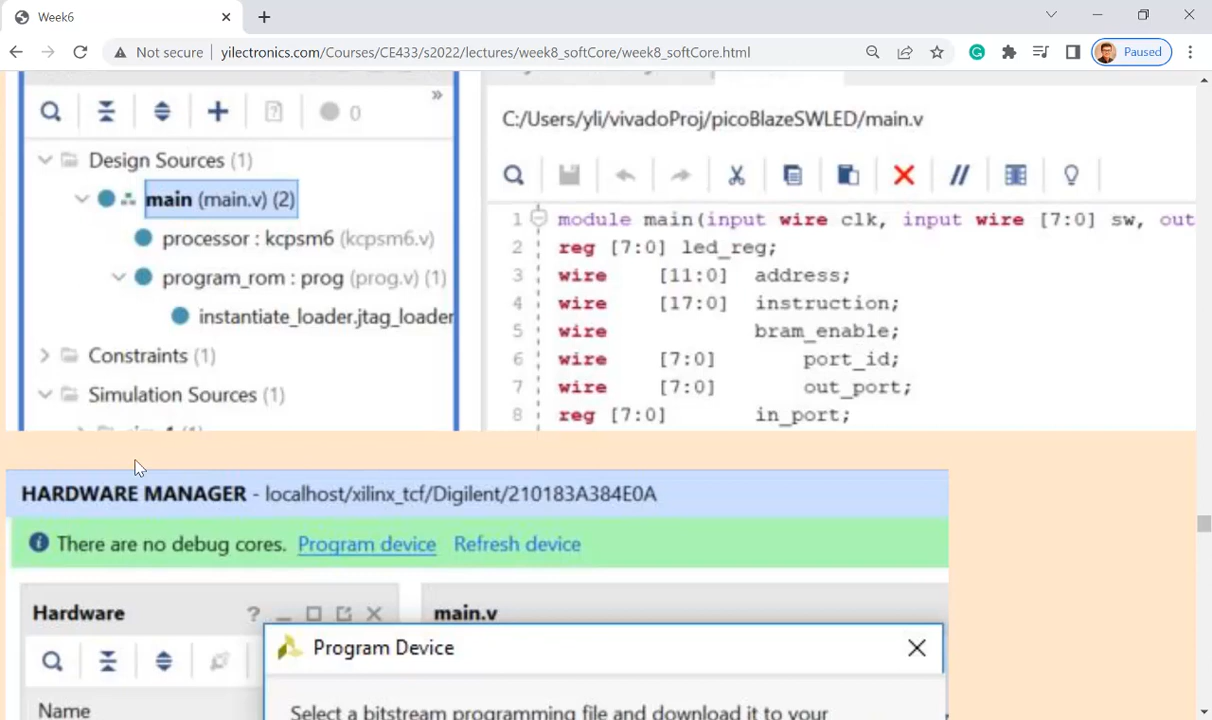 Week6
Not secure
yilectronics.com/Courses/CE433/s2022/lectures/week8_softCore/week8_softCore.html
Paused
»
0
Design Sources (1)
main (main.v) (2)
processor : kcpsm6 (kcpsm6.v)
program_rom : prog (prog.v) (1)
instantiate_loader.jtag_loader
Constraints (1)
Simulation Sources (1)
C:/Users/yli/vivadoProj/picoBlazeSWLED/main.v
1 module main(input wire clk, input wire [7:0] sw, out
2 reg [7:0] led_reg;
3 wire [11:0] address;
4 wire [17:0] instruction;
5 wire bram_enable;
6 wire [7:0] port_id;
7 wire [7:0] out_port;
8 reg [7:0] in_port;
HARDWARE MANAGER - localhost/xilinx_tcf/Digilent/210183A384E0A
There are no debug cores. Program device Refresh device
Hardware
main.v
Program Device
Select a bitstream programming file and download it to your
Name